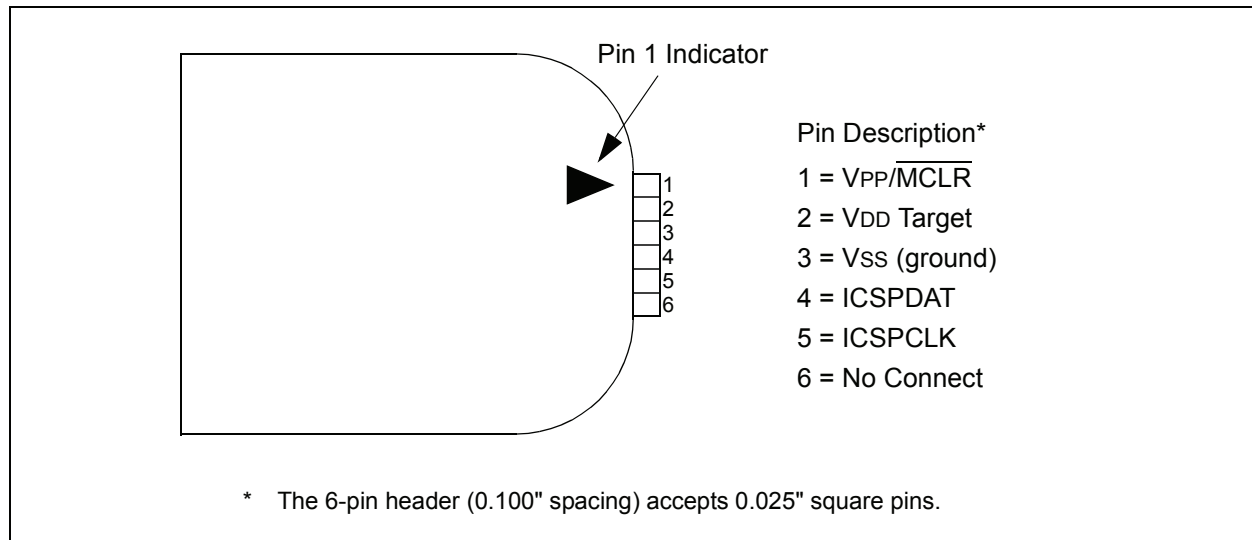 Pin 1 Indicator
1
2
3
4
5
6
Pin Description*
1 = VPP/M̅C̅L̅R̅
2 = VDD Target
3 = VSS (ground)
4 = ICSPDAT
5 = ICSPCLK
6 = No Connect
* The 6-pin header (0.100" spacing) accepts 0.025" square pins.